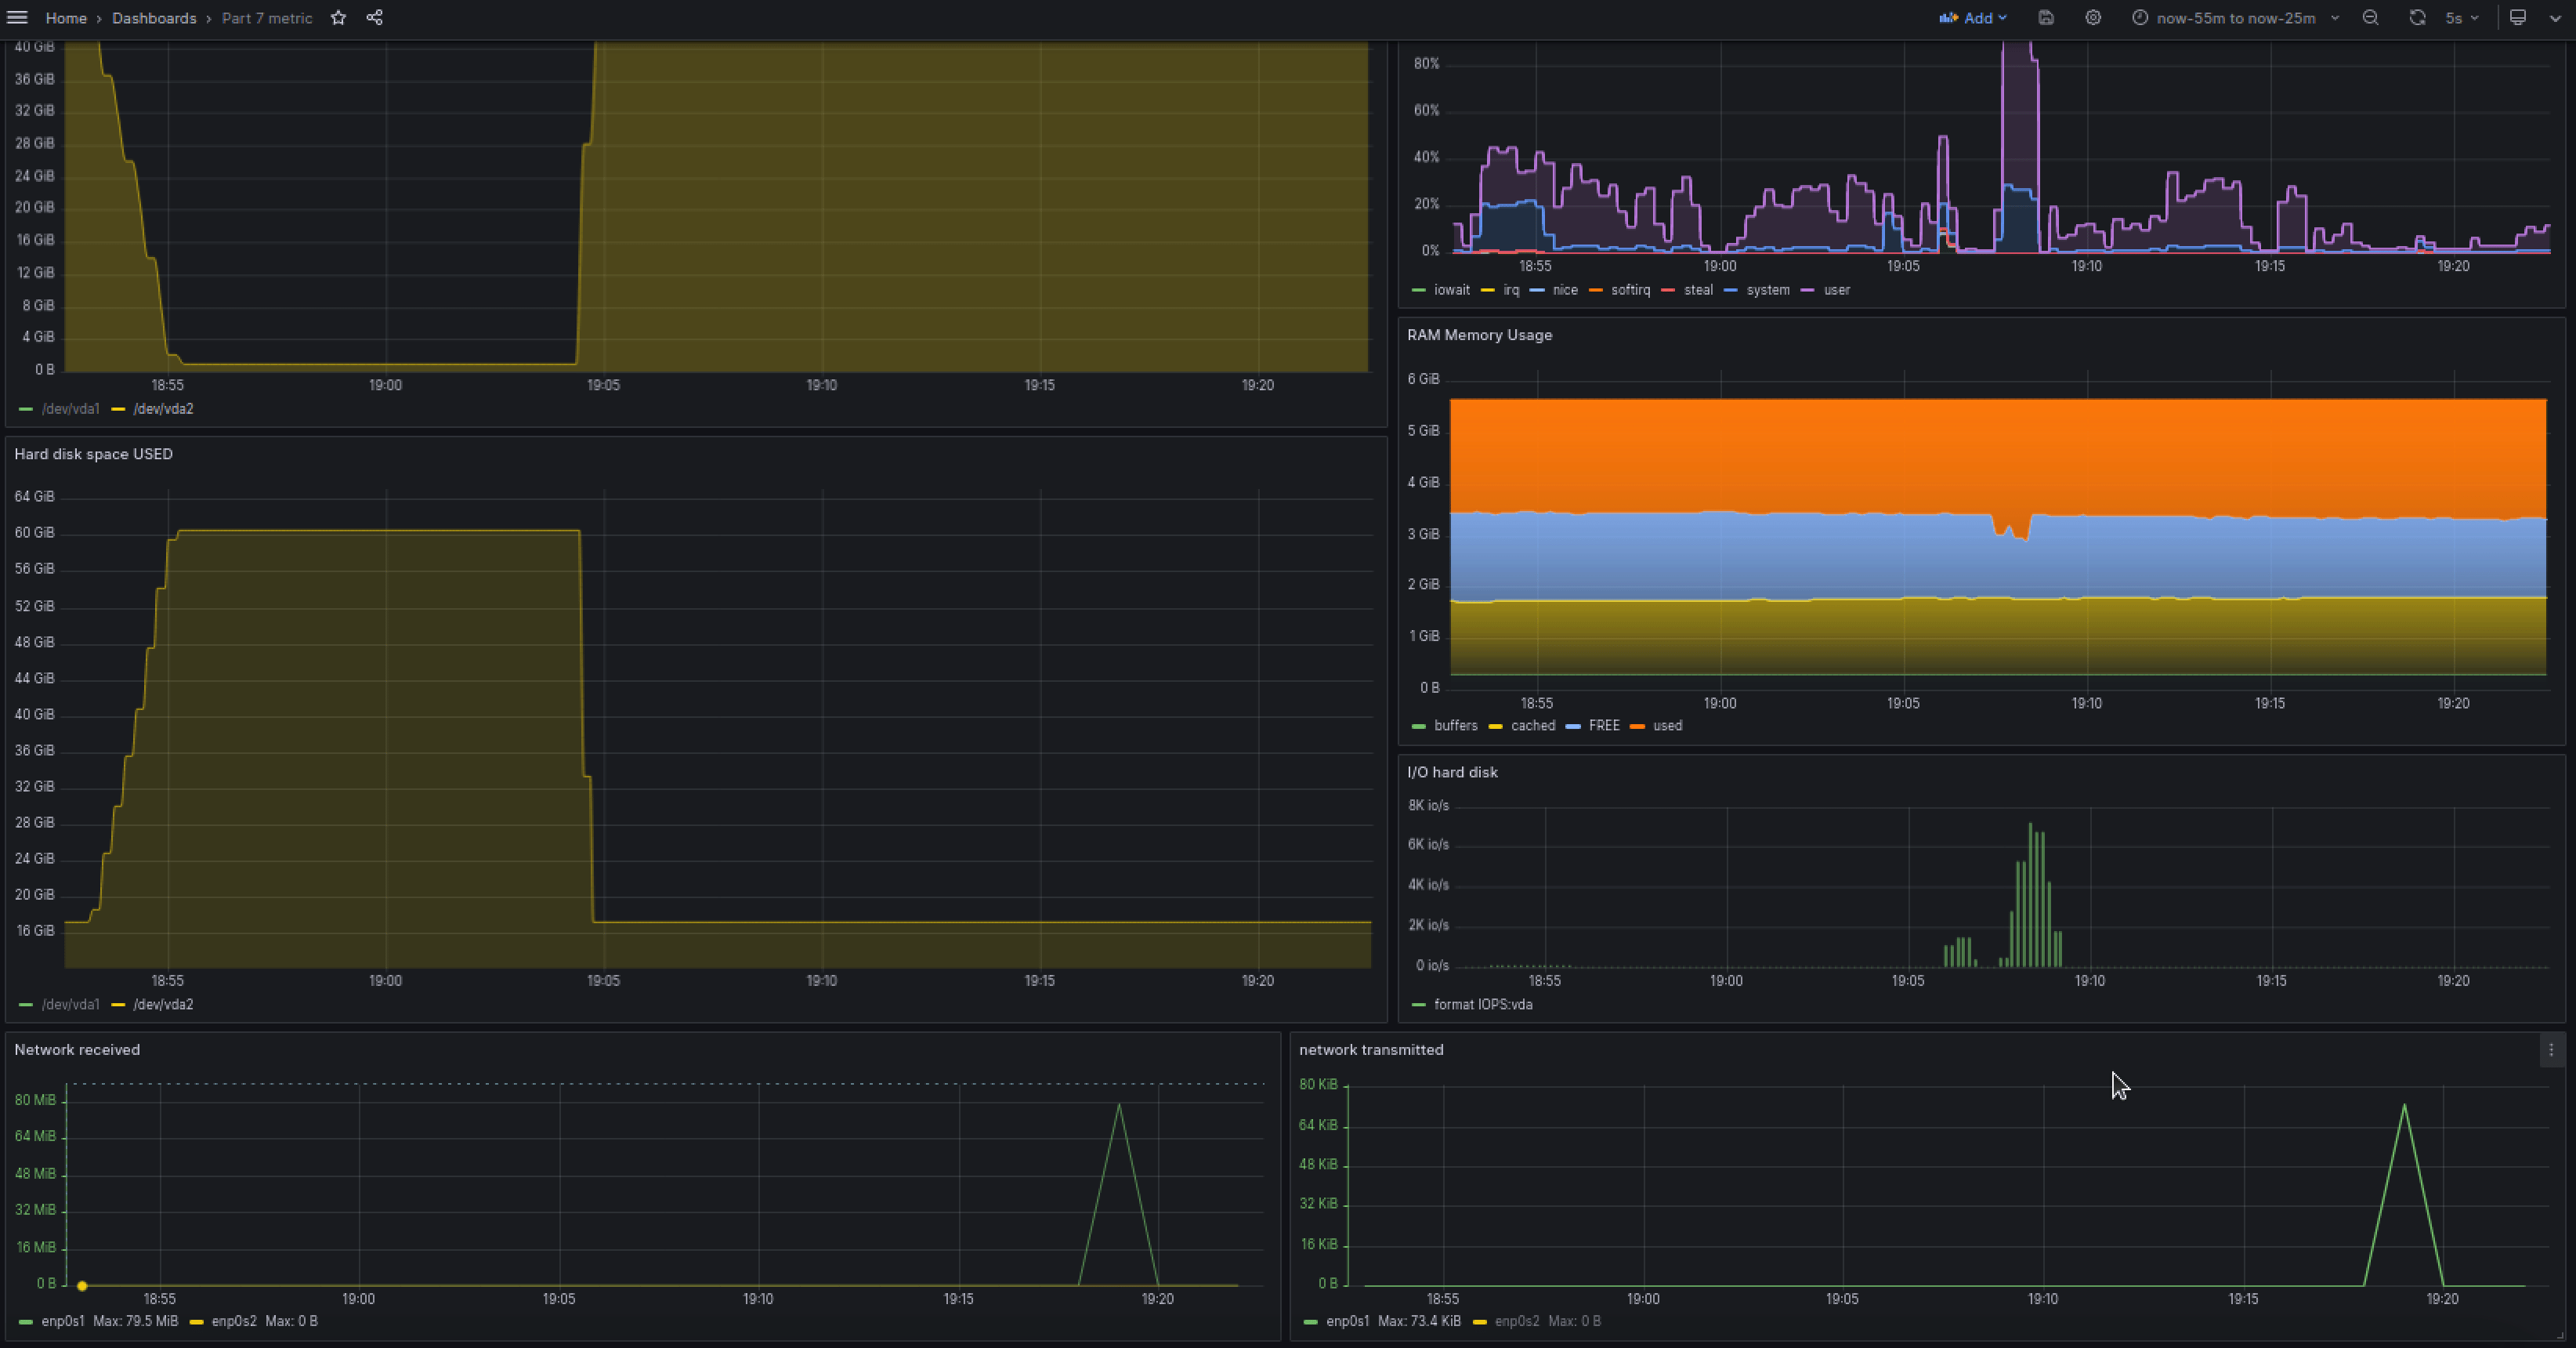 Home › Dashboards › Part 7 metric
Add
now-55m to now-25m
5s
40 GiB
36 GiB
32 GiB
28 GiB
24 GiB
20 GiB
16 GiB
12 GiB
8 GiB
4 GiB
0 B
18:55 19:00 19:05 19:10 19:15 19:20
/dev/vda1 /dev/vda2
80%
60%
40%
20%
0%
18:55 19:00 19:05 19:10 19:15 19:20
iowait irq nice softirq steal system user
RAM Memory Usage
6 GiB
5 GiB
4 GiB
3 GiB
2 GiB
1 GiB
0 B
18:55 19:00 19:05 19:10 19:15 19:20
buffers cached FREE used
Hard disk space USED
64 GiB
60 GiB
56 GiB
52 GiB
48 GiB
44 GiB
40 GiB
36 GiB
32 GiB
28 GiB
24 GiB
20 GiB
16 GiB
18:55 19:00 19:05 19:10 19:15 19:20
/dev/vda1 /dev/vda2
I/O hard disk
8K io/s
6K io/s
4K io/s
2K io/s
0 io/s
18:55 19:00 19:05 19:10 19:15 19:20
format IOPS:vda
Network received
80 MiB
64 MiB
48 MiB
32 MiB
16 MiB
0 B
18:55 19:00 19:05 19:10 19:15 19:20
enp0s1 Max: 79.5 MiB enp0s2 Max: 0 B
network transmitted
80 KiB
64 KiB
48 KiB
32 KiB
16 KiB
0 B
18:55 19:00 19:05 19:10 19:15 19:20
enp0s1 Max: 73.4 KiB enp0s2 Max: 0 B